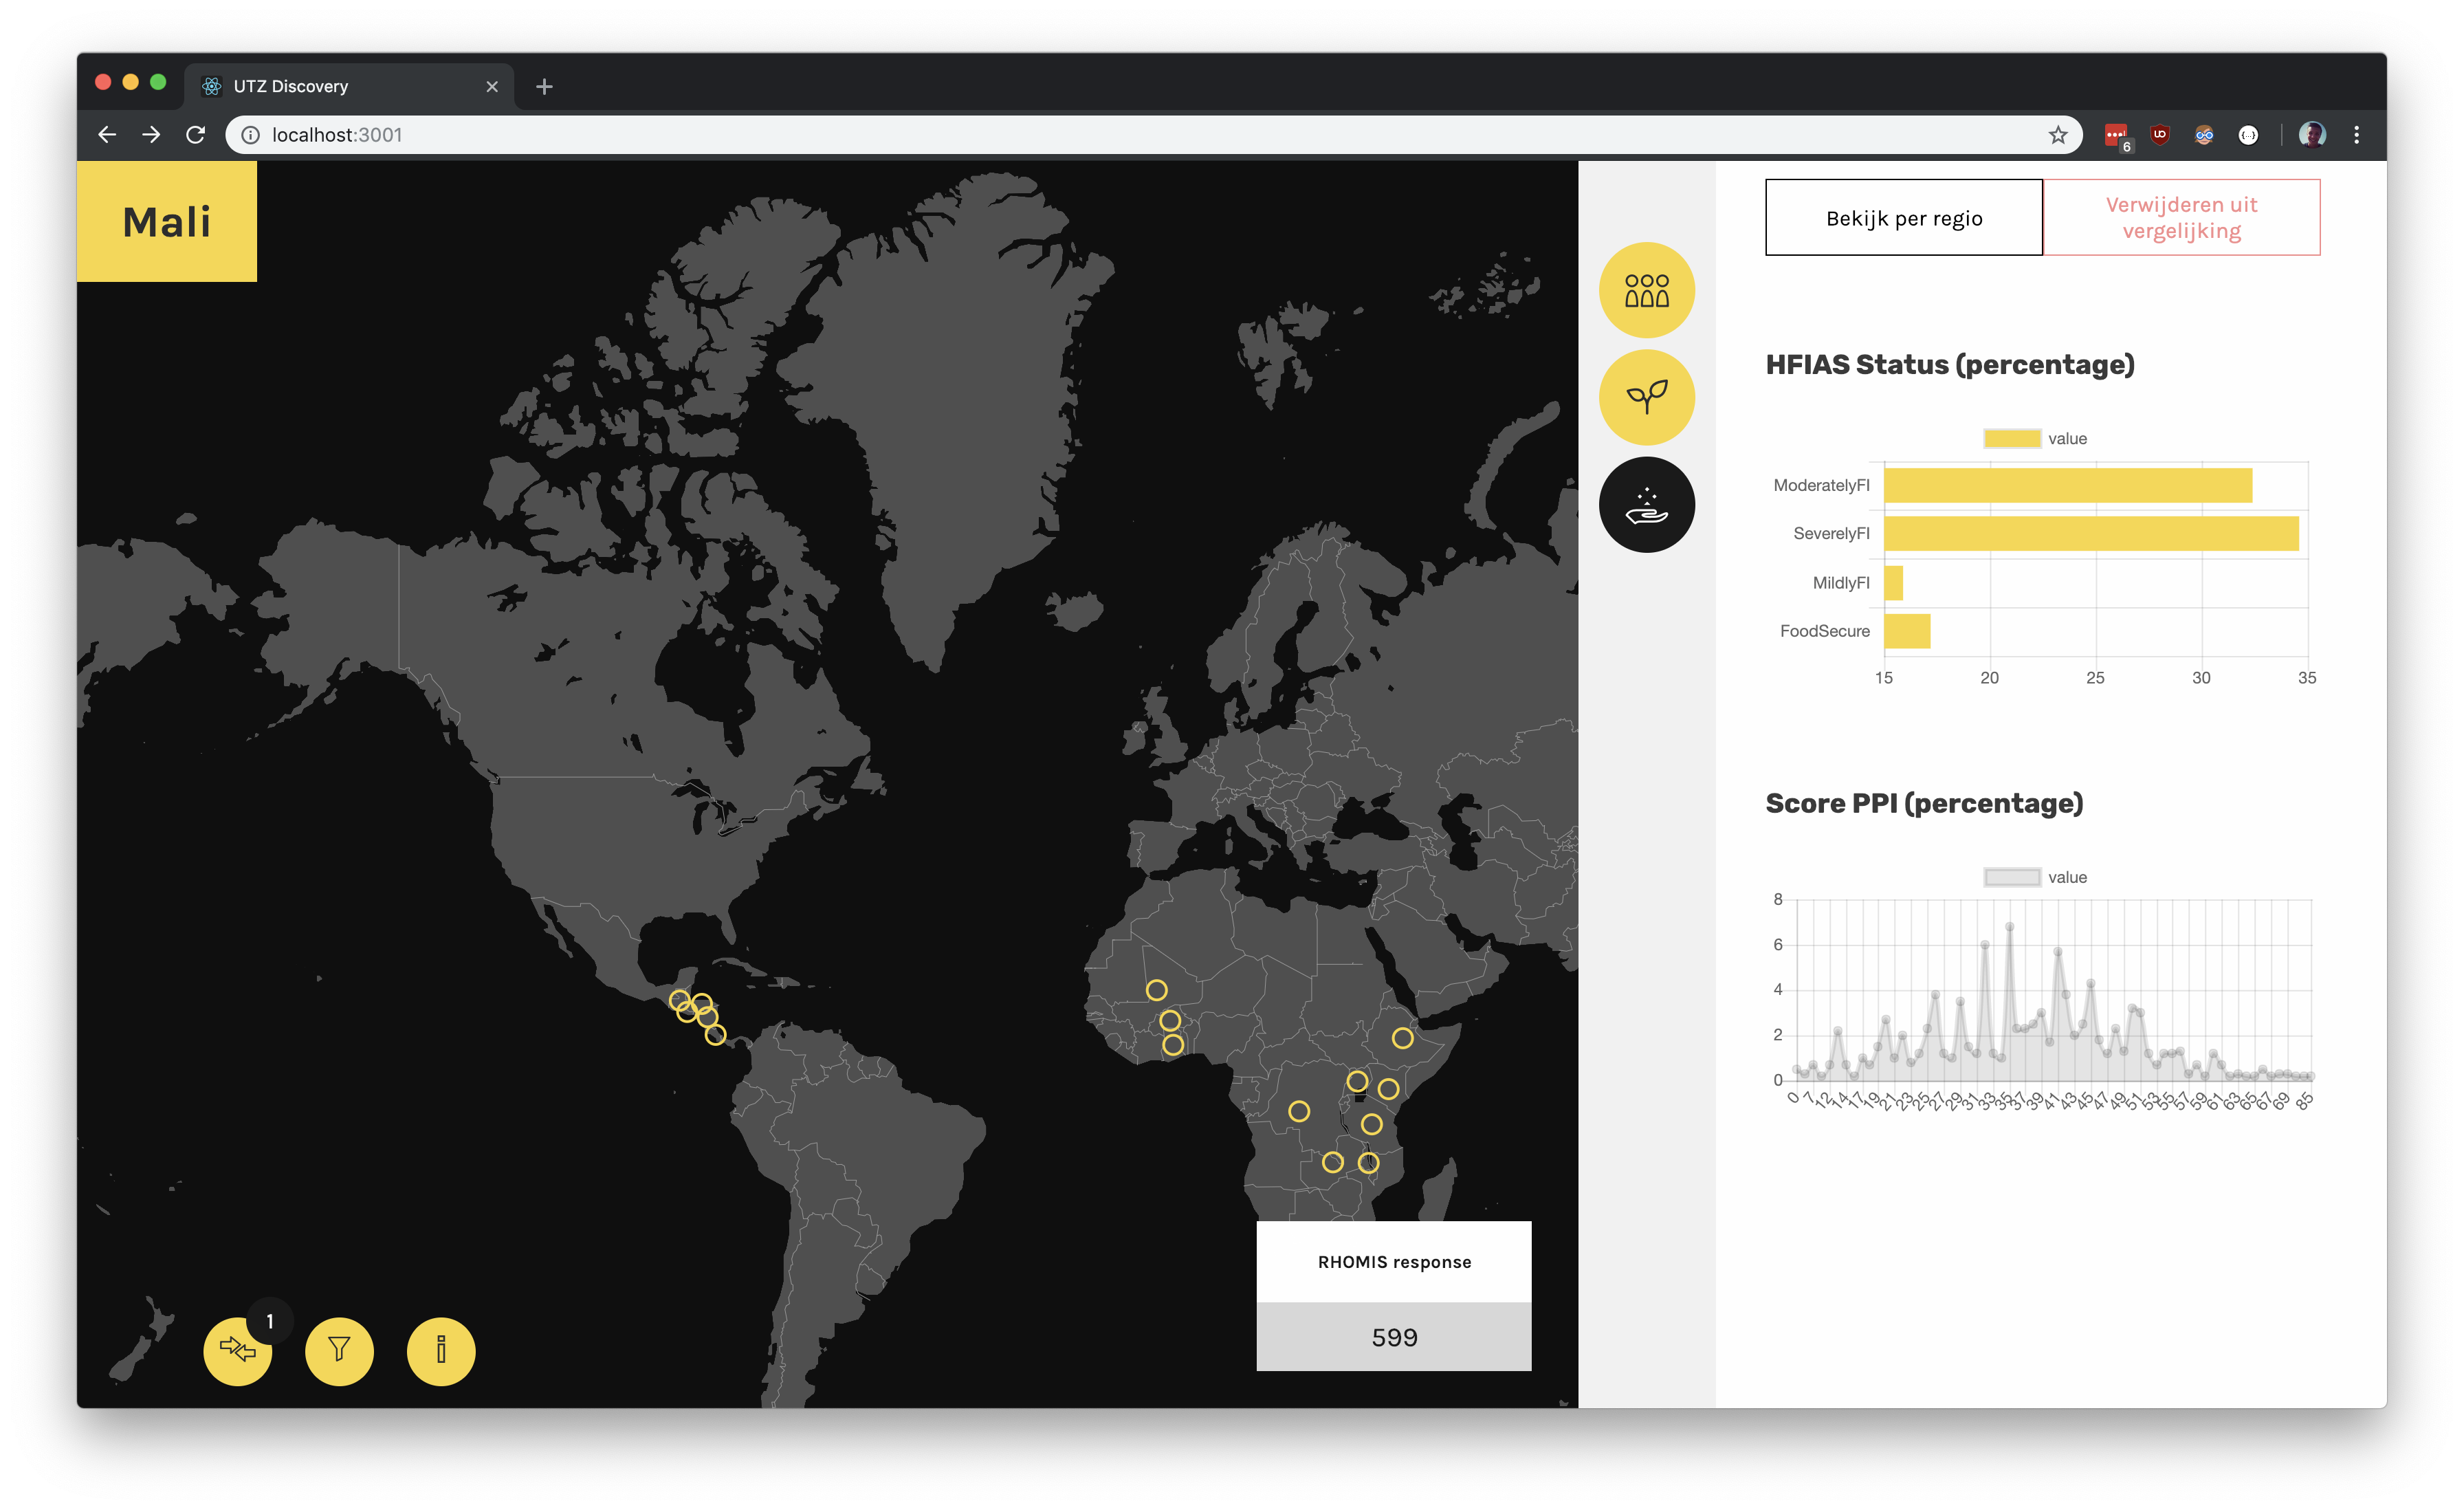 UTZ Discovery
localhost:3001
6
Mali
Bekijk per regio
Verwijderen uit
vergelijking
HFIAS Status (percentage)
value
ModeratelyFI
SeverelyFI
MildlyFI
FoodSecure
15 20 25 30 35
Score PPI (percentage)
value
8
6
4
2
0
0 7 12 14 17 19 21 23 25 27 29 31 33 35 37 39 41 43 45 47 49 51 53 55 57 59 61 63 65 67 69 85
RHOMIS response
599
1